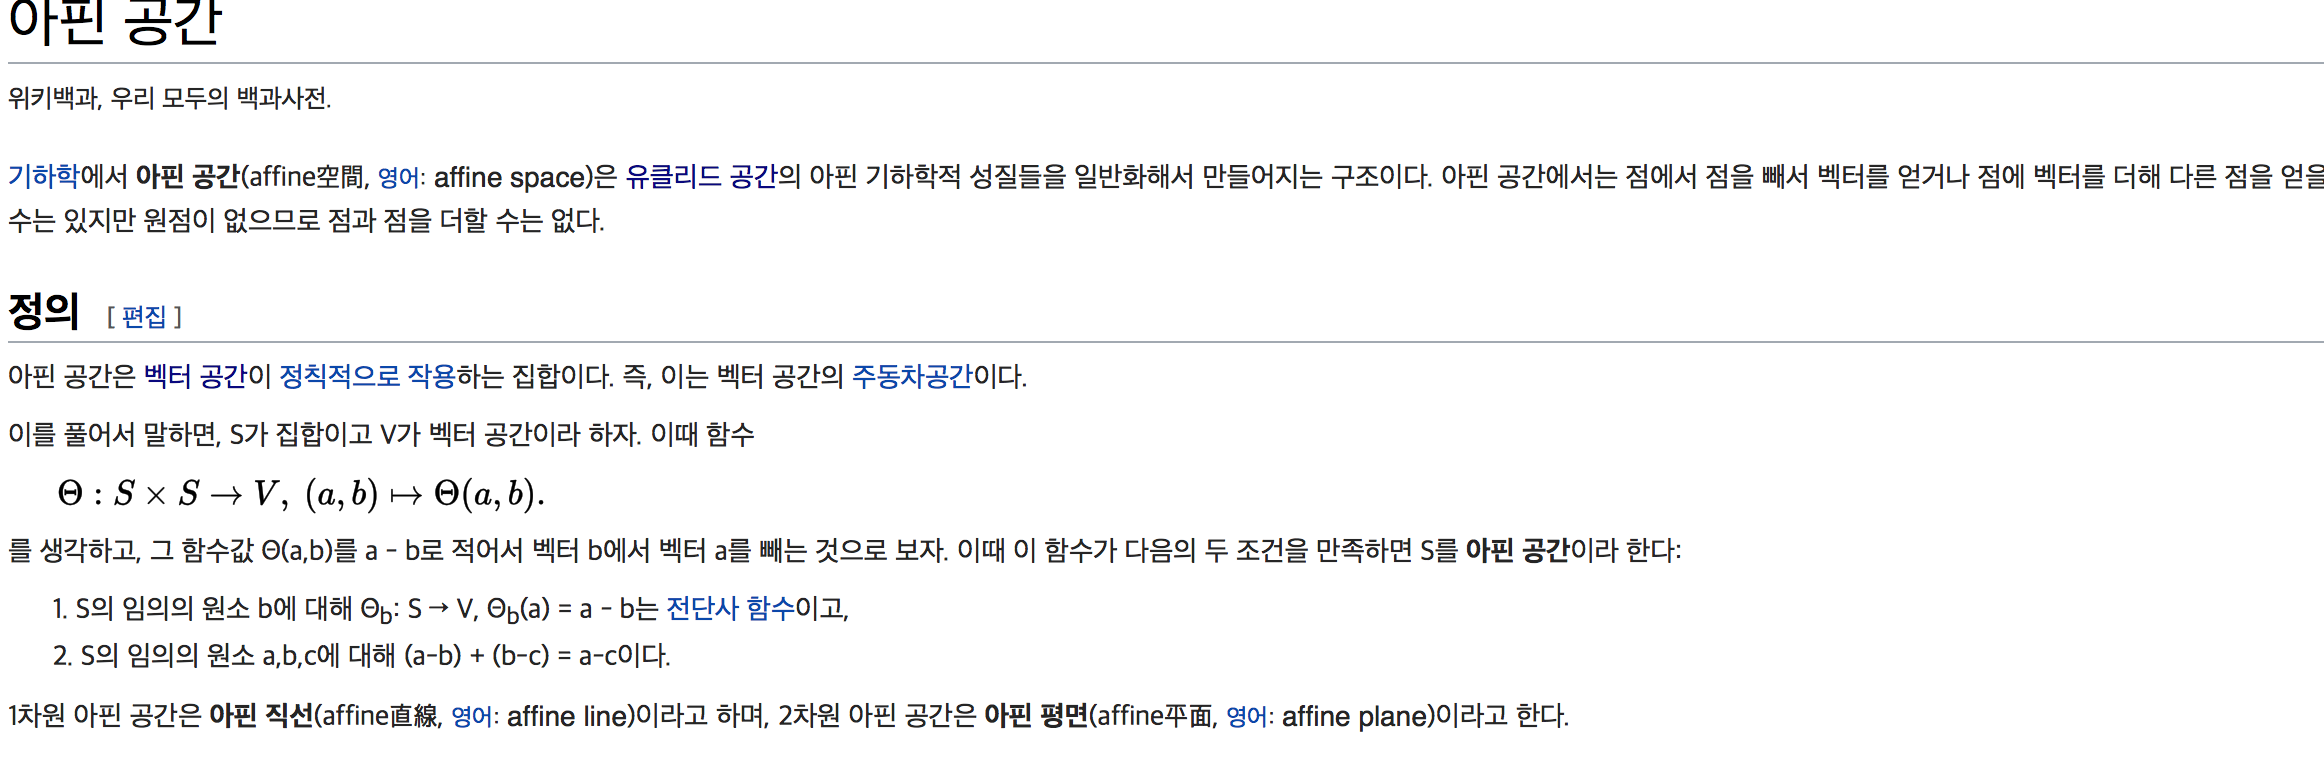 아핀 공간
위키백과, 우리 모두의 백과사전.
기하학에서 아핀 공간(affine空間, 영어: affine space)은 유클리드 공간의 아핀 기하학적 성질들을 일반화해서 만들어지는 구조이다. 아핀 공간에서는 점에서 점을 빼서 벡터를 얻거나 점에 벡터를 더해 다른 점을 얻을
수는 있지만 원점이 없으므로 점과 점을 더할 수는 없다.
정의 [ 편집 ]
아핀 공간은 벡터 공간이 정칙적으로 작용하는 집합이다. 즉, 이는 벡터 공간의 주동차공간이다.
이를 풀어서 말하면, S가 집합이고 V가 벡터 공간이라 하자. 이때 함수
Θ : S × S → V, (a, b) ↦ Θ(a, b).
를 생각하고, 그 함수값 Θ(a,b)를 a - b로 적어서 벡터 b에서 벡터 a를 빼는 것으로 보자. 이때 이 함수가 다음의 두 조건을 만족하면 S를 아핀 공간이라 한다:
1. S의 임의의 원소 b에 대해 Θb: S → V, Θb(a) = a - b는 전단사 함수이고,
2. S의 임의의 원소 a,b,c에 대해 (a-b) + (b-c) = a-c이다.
1차원 아핀 공간은 아핀 직선(affine直線, 영어: affine line)이라고 하며, 2차원 아핀 공간은 아핀 평면(affine平面, 영어: affine plane)이라고 한다.